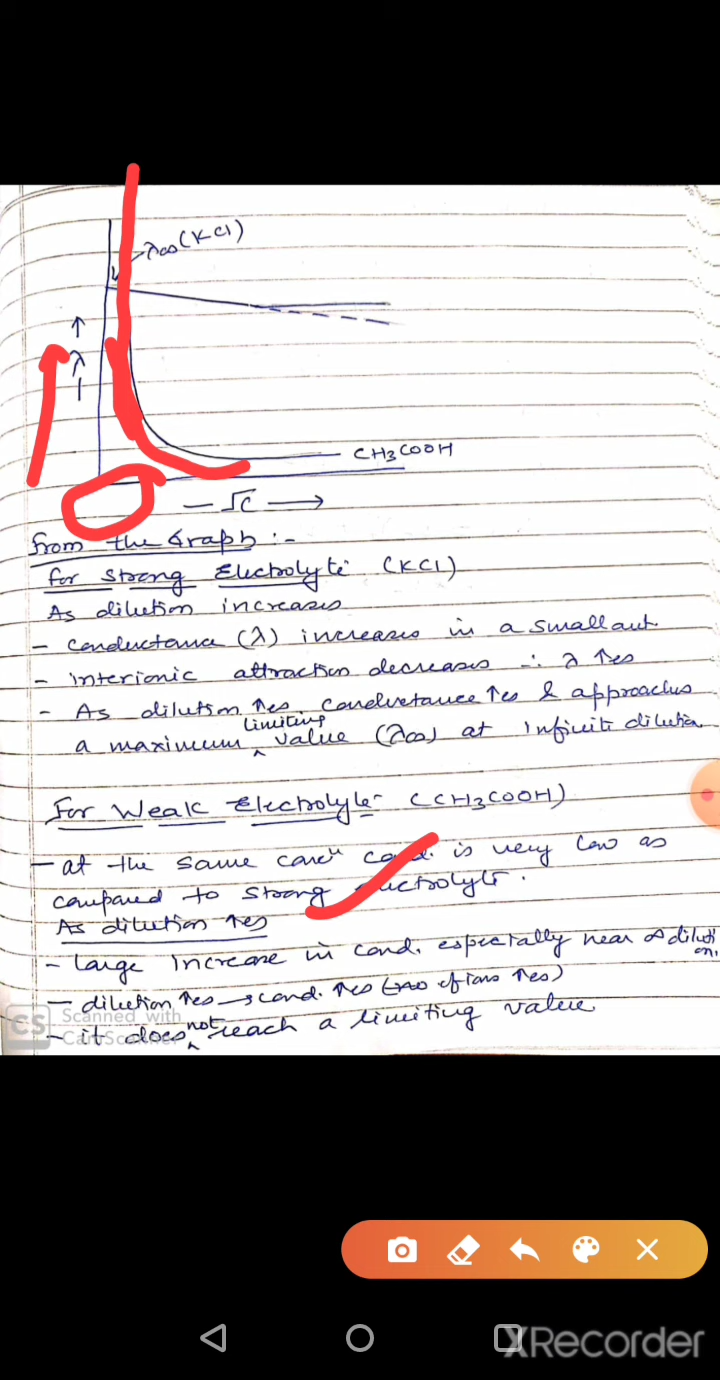 λ∞(KCl)
λ
CH3COOH
√C
From the Graph :-
for Strong Electrolyte (KCl)
As dilution increases
- conductance (λ) increases in a small amt.
- interionic attraction decreases ∴ λ ↑es
- As dilution ↑es conductance ↑es & approaches
a maximum limiting value (λ∞) at infinite dilution
For Weak Electrolyte- (CH3COOH)
- at the same concn cond. is very low as
compared to strong electrolyte.
As dilution ↑es
- Large increase in cond. especially near ∞ dilution.
- dilution ↑es → cond. ↑es (no of ions ↑es)
- it does not reach a limiting value.
CS Scanned with
CamScanner
XRecorder